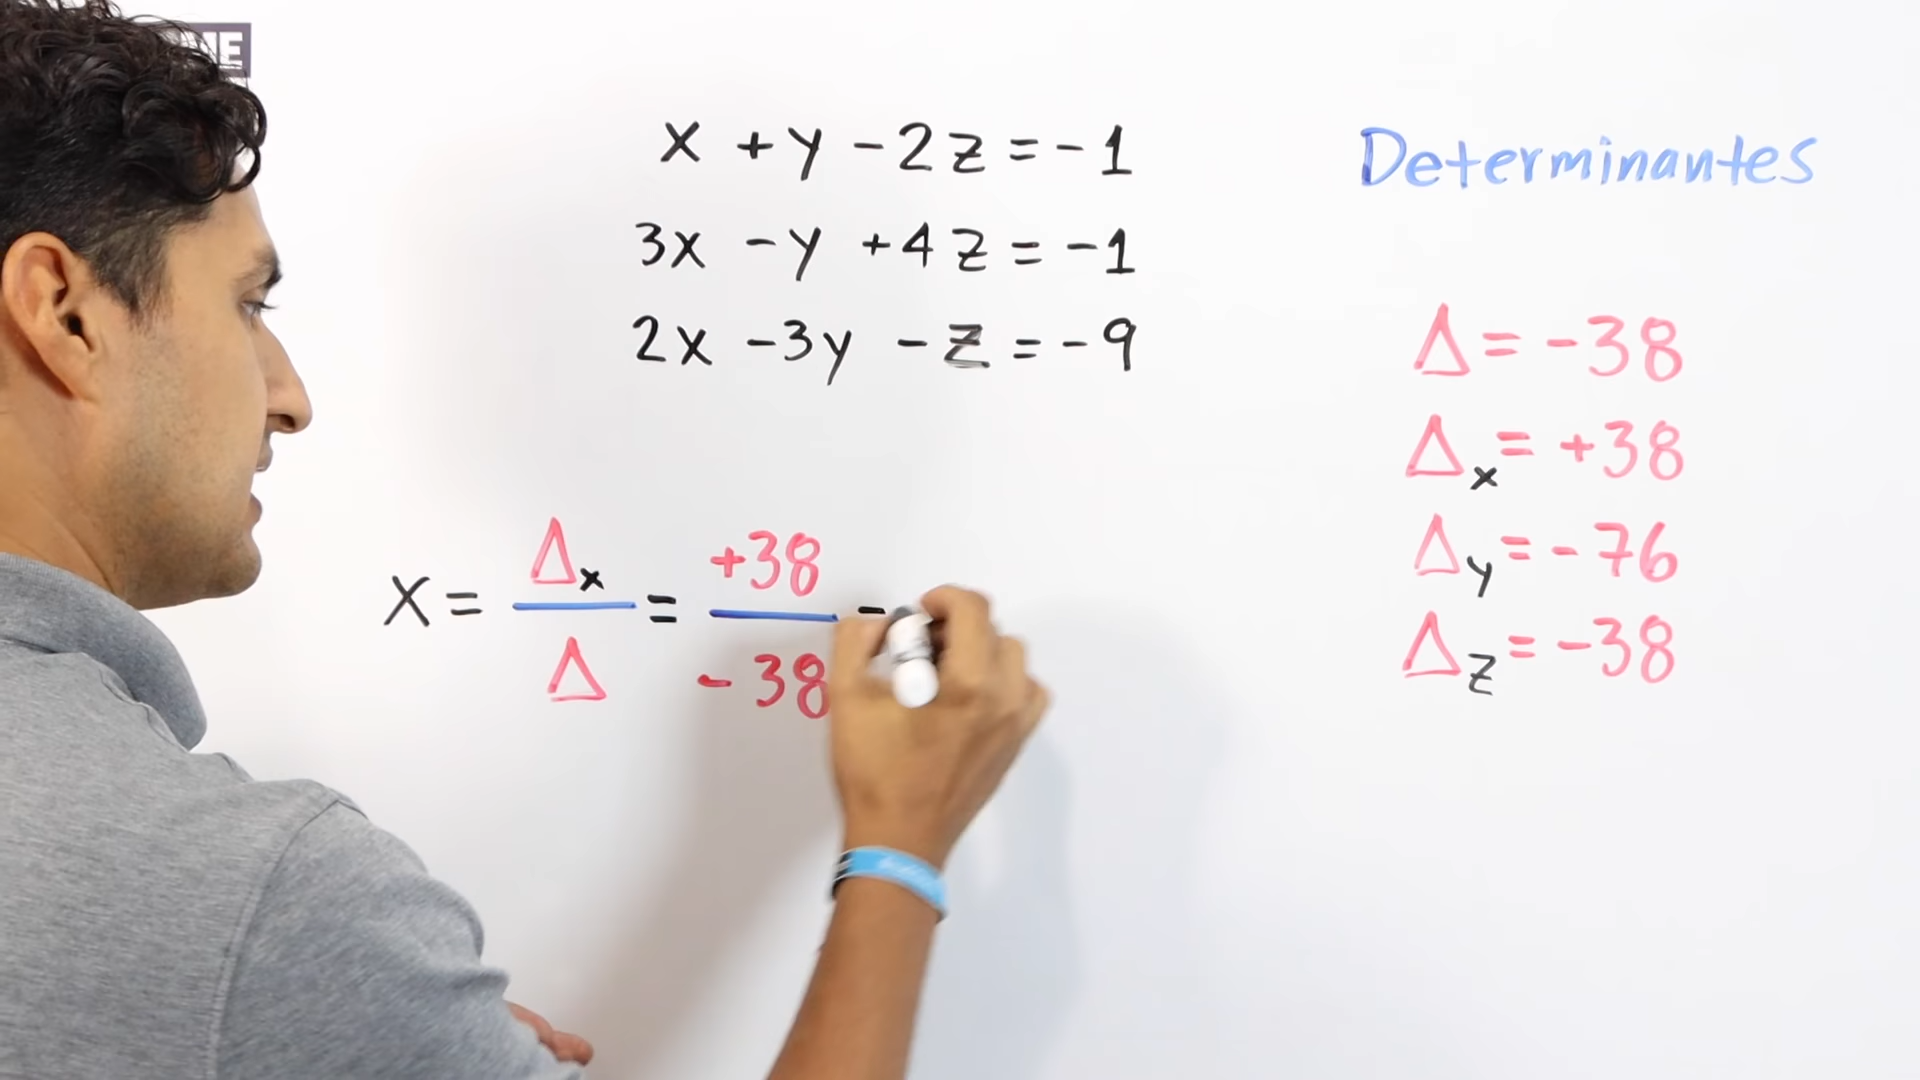 x + y - 2z = -1
3x - y + 4z = -1
2x - 3y - z = -9
Determinantes
Δ = -38
Δx = +38
Δy = -76
Δz = -38
X = Δx / Δ = +38 / -38 =